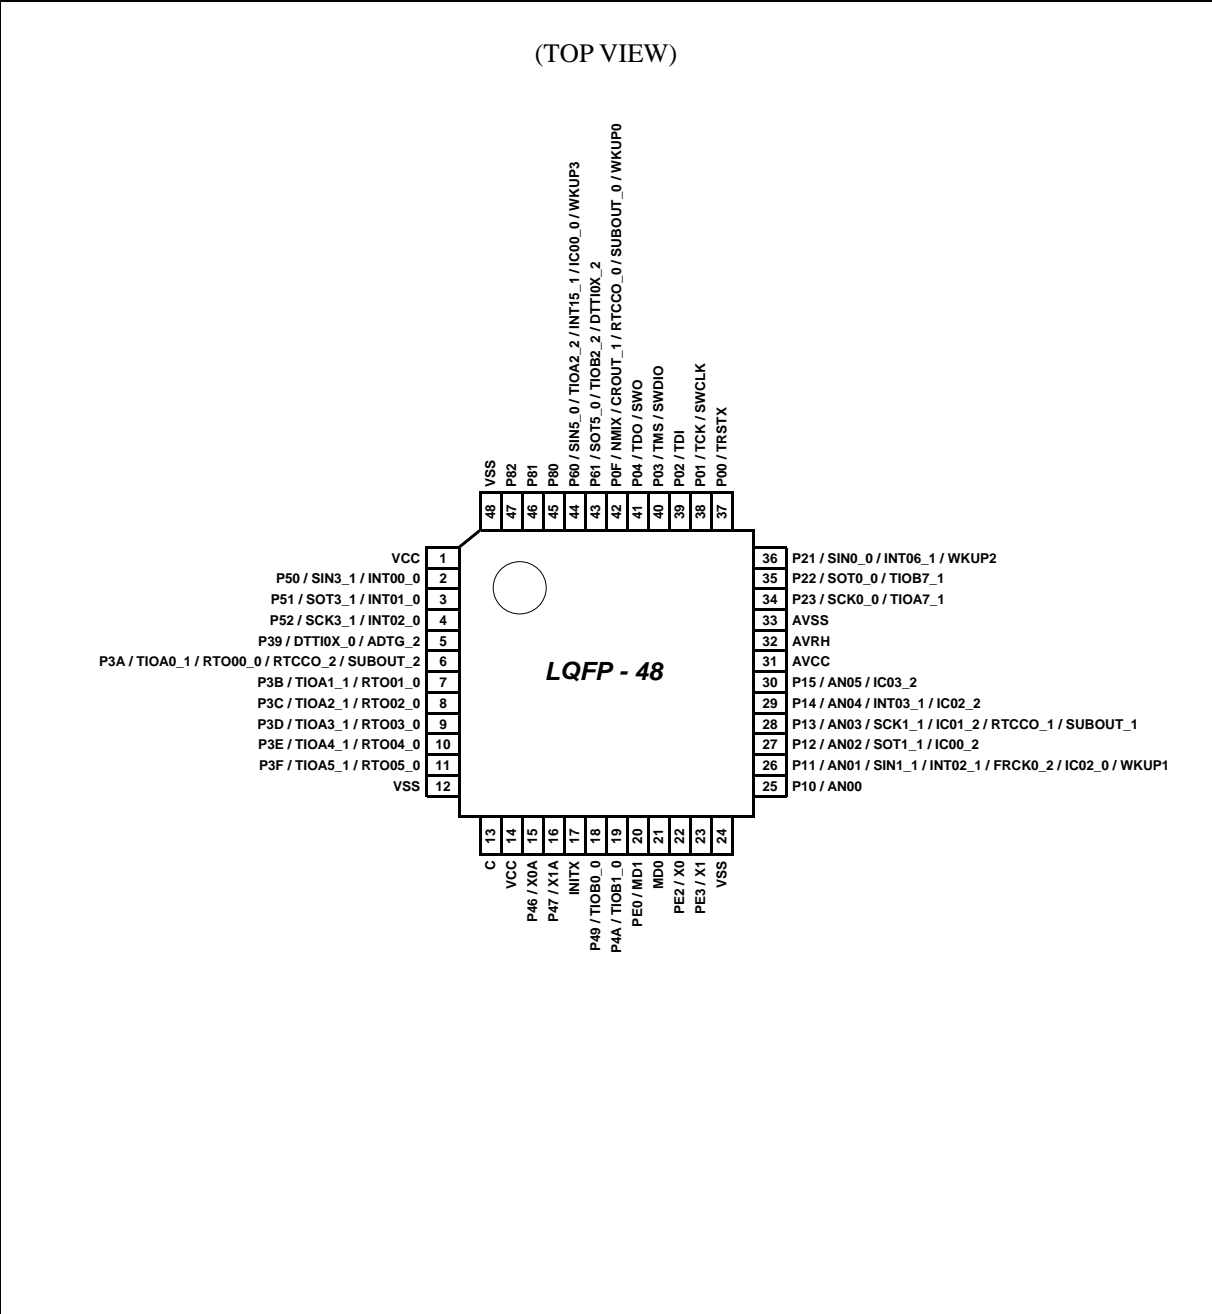 (TOP VIEW)
VSS
P82
P81
P80
P60 / SIN5_0 / TIOA2_2 / INT15_1 / IC00_0 / WKUP3
P61 / SOT5_0 / TIOB2_2 / DTTI0X_2
P0F / NMIX / CROUT_1 / RTCCO_0 / SUBOUT_0 / WKUP0
P04 / TDO / SWO
P03 / TMS / SWDIO
P02 / TDI
P01 / TCK / SWCLK
P00 / TRSTX
48
47
46
45
44
43
42
41
40
39
38
37
VCC 1
P50 / SIN3_1 / INT00_0 2
P51 / SOT3_1 / INT01_0 3
P52 / SCK3_1 / INT02_0 4
P39 / DTTI0X_0 / ADTG_2 5
P3A / TIOA0_1 / RTO00_0 / RTCCO_2 / SUBOUT_2 6
P3B / TIOA1_1 / RTO01_0 7
P3C / TIOA2_1 / RTO02_0 8
P3D / TIOA3_1 / RTO03_0 9
P3E / TIOA4_1 / RTO04_0 10
P3F / TIOA5_1 / RTO05_0 11
VSS 12
LQFP - 48
36 P21 / SIN0_0 / INT06_1 / WKUP2
35 P22 / SOT0_0 / TIOB7_1
34 P23 / SCK0_0 / TIOA7_1
33 AVSS
32 AVRH
31 AVCC
30 P15 / AN05 / IC03_2
29 P14 / AN04 / INT03_1 / IC02_2
28 P13 / AN03 / SCK1_1 / IC01_2 / RTCCO_1 / SUBOUT_1
27 P12 / AN02 / SOT1_1 / IC00_2
26 P11 / AN01 / SIN1_1 / INT02_1 / FRCK0_2 / IC02_0 / WKUP1
25 P10 / AN00
13
14
15
16
17
18
19
20
21
22
23
24
C
VCC
P46 / X0A
P47 / X1A
INITX
P49 / TIOB0_0
P4A / TIOB1_0
PE0 / MD1
MD0
PE2 / X0
PE3 / X1
VSS